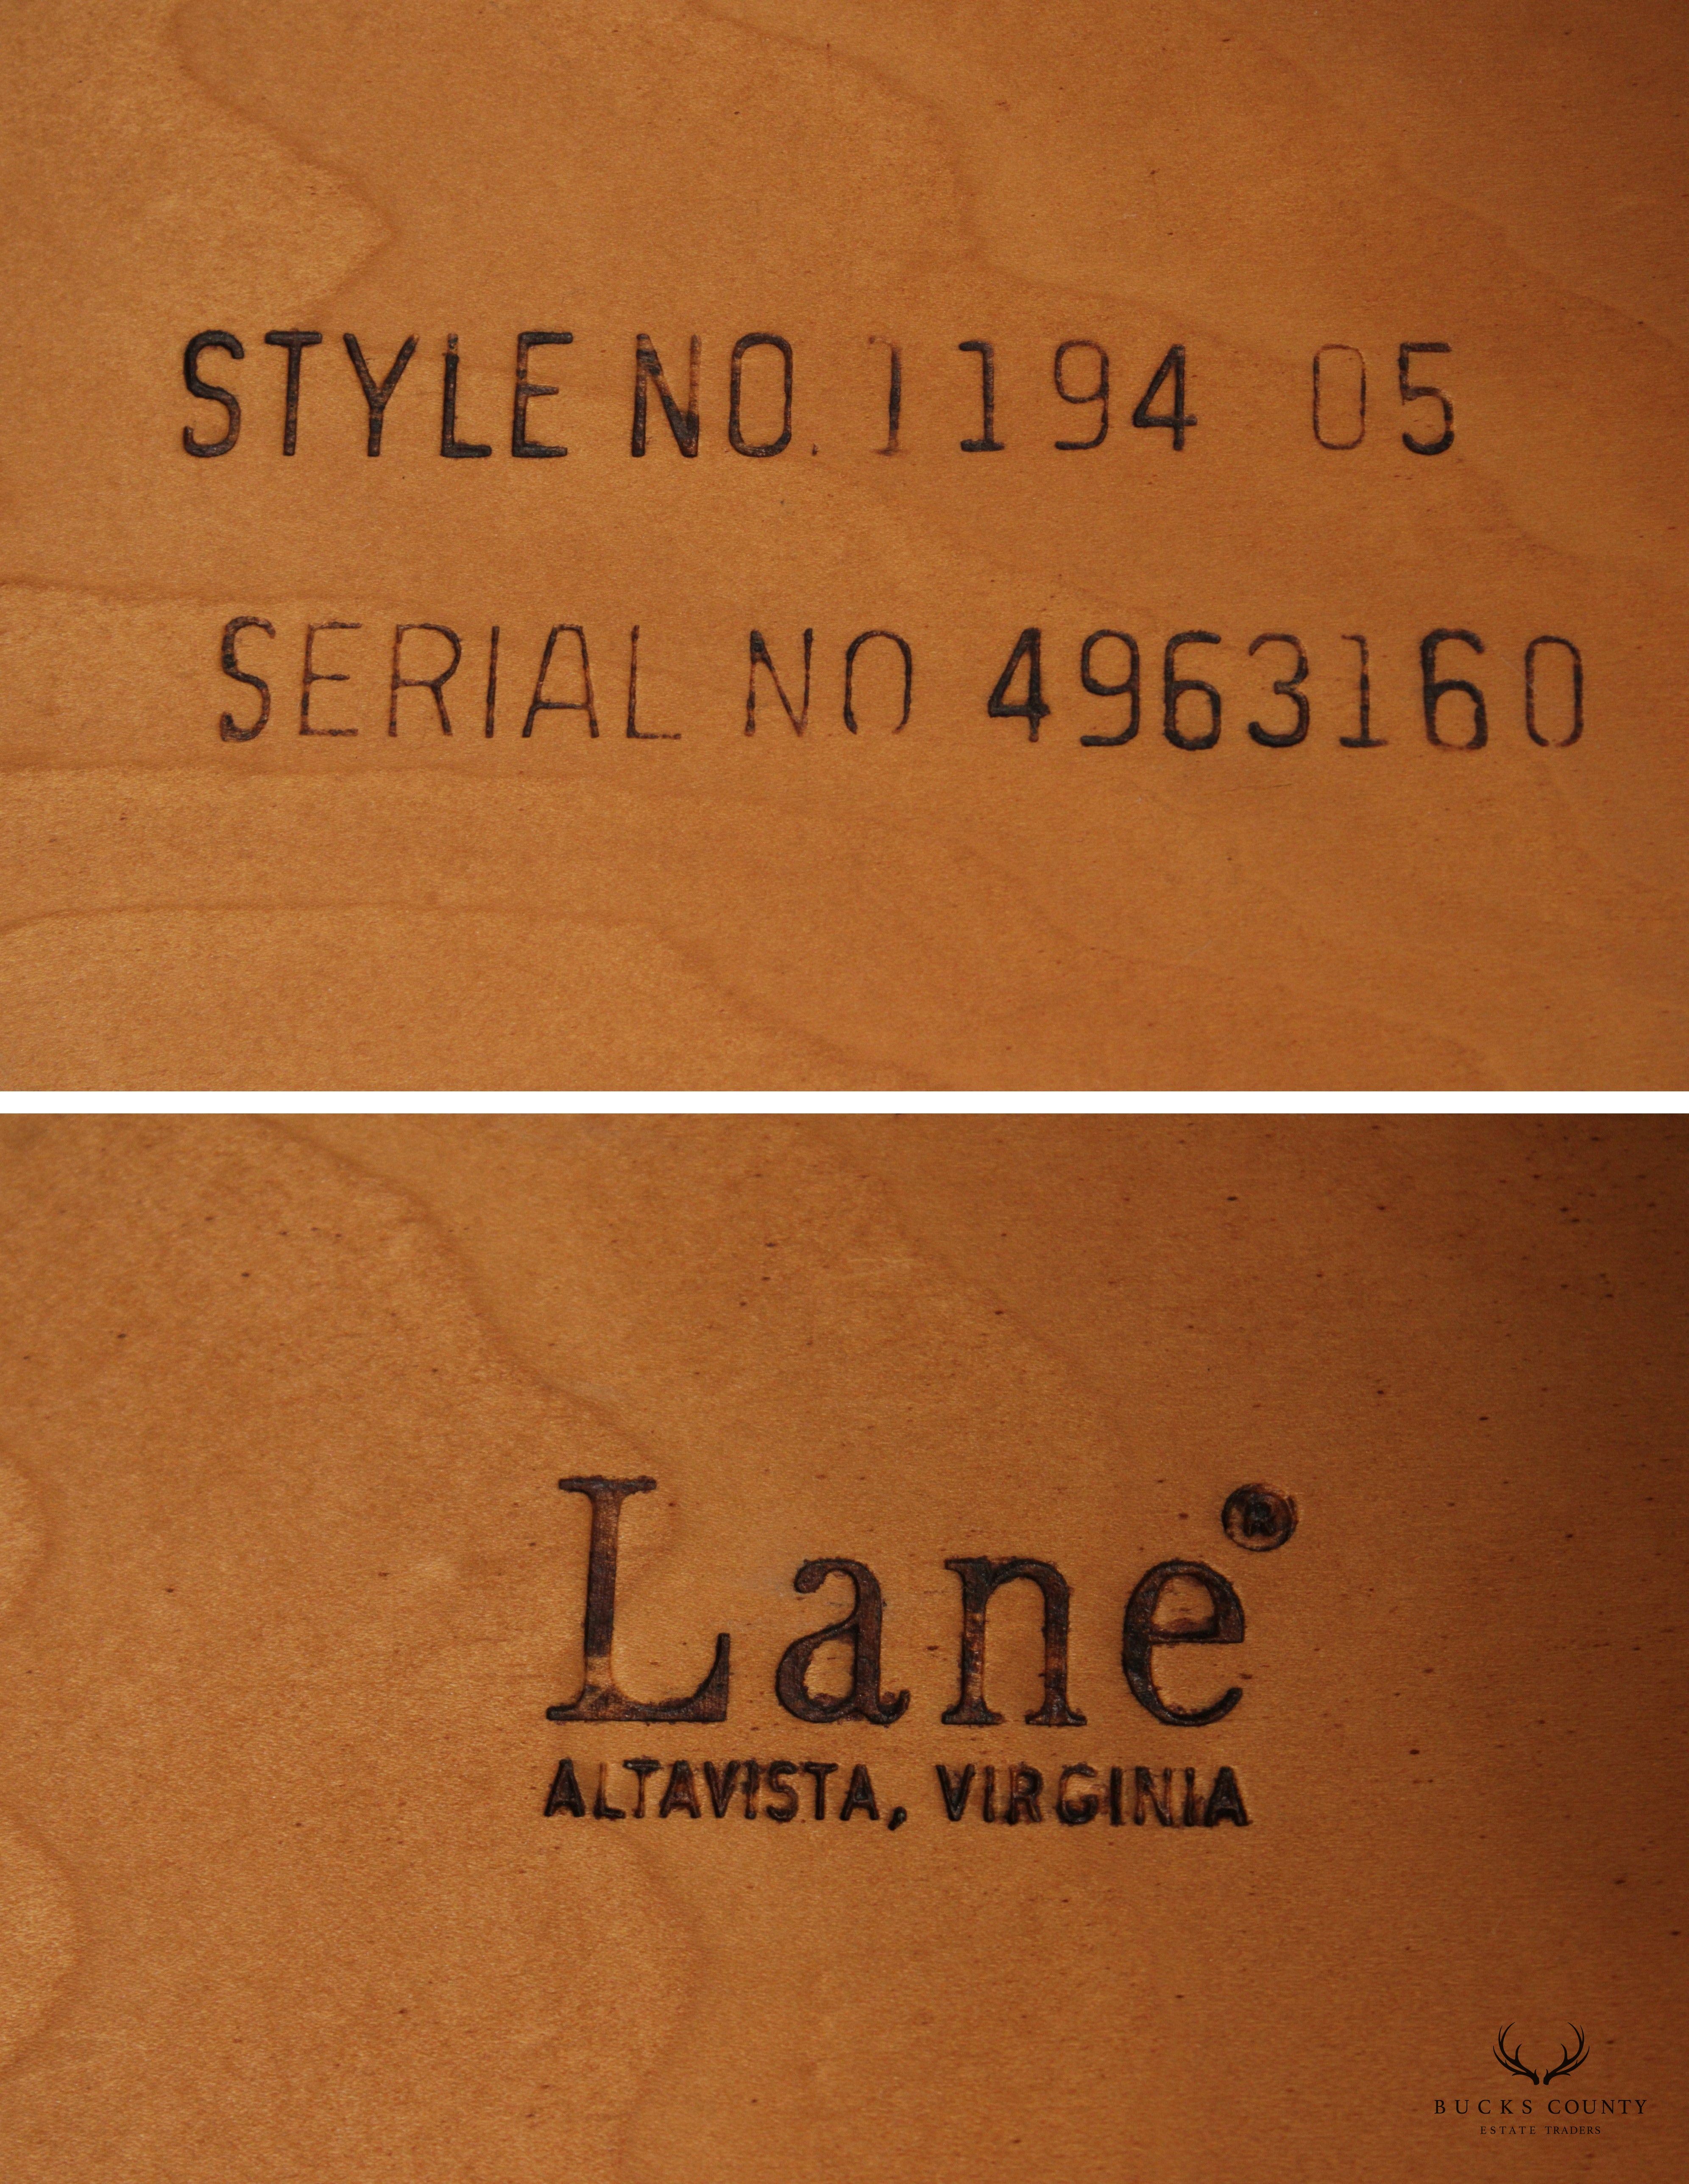 STYLE NO. 1194 05
SERIAL NO 4963160
Lane®
ALTAVISTA, VIRGINIA
BUCKS COUNTY
ESTATE TRADERS